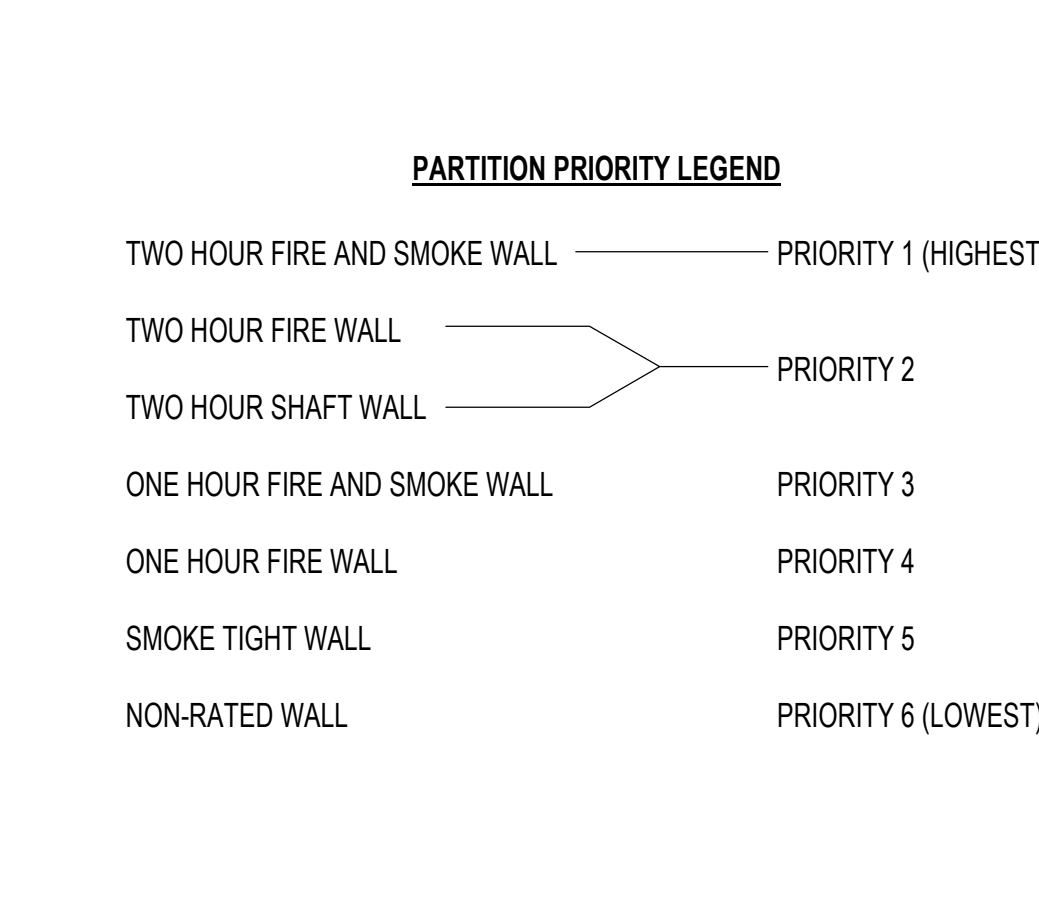 PARTITION PRIORITY LEGEND
TWO HOUR FIRE AND SMOKE WALL PRIORITY 1 (HIGHEST
TWO HOUR FIRE WALL
PRIORITY 2
TWO HOUR SHAFT WALL
ONE HOUR FIRE AND SMOKE WALL PRIORITY 3
ONE HOUR FIRE WALL PRIORITY 4
SMOKE TIGHT WALL PRIORITY 5
NON-RATED WALL PRIORITY 6 (LOWEST)